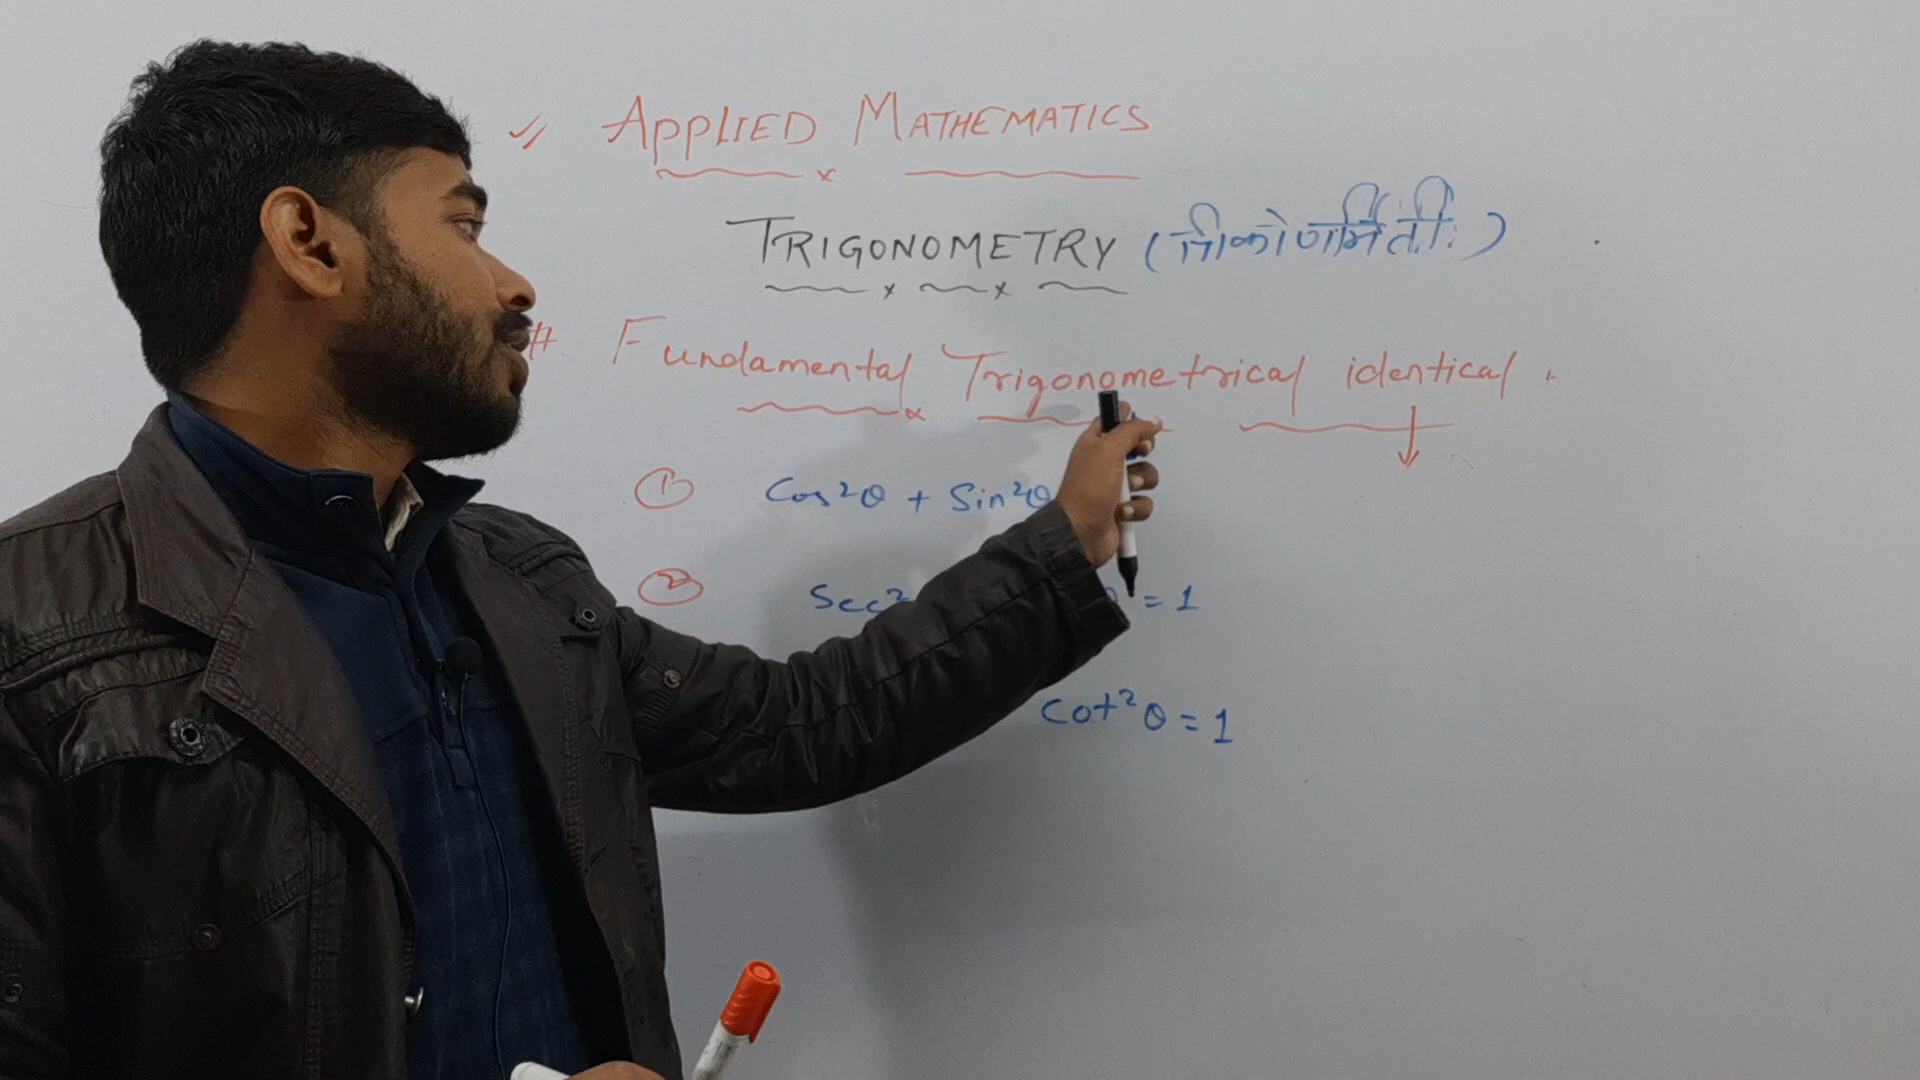 APPLIED MATHEMATICS
TRIGONOMETRY (त्रिकोणमिती)
# Fundamental Trigonometrical identical
① Cos²θ + Sin²θ
② Sec² = 1
cot²θ = 1